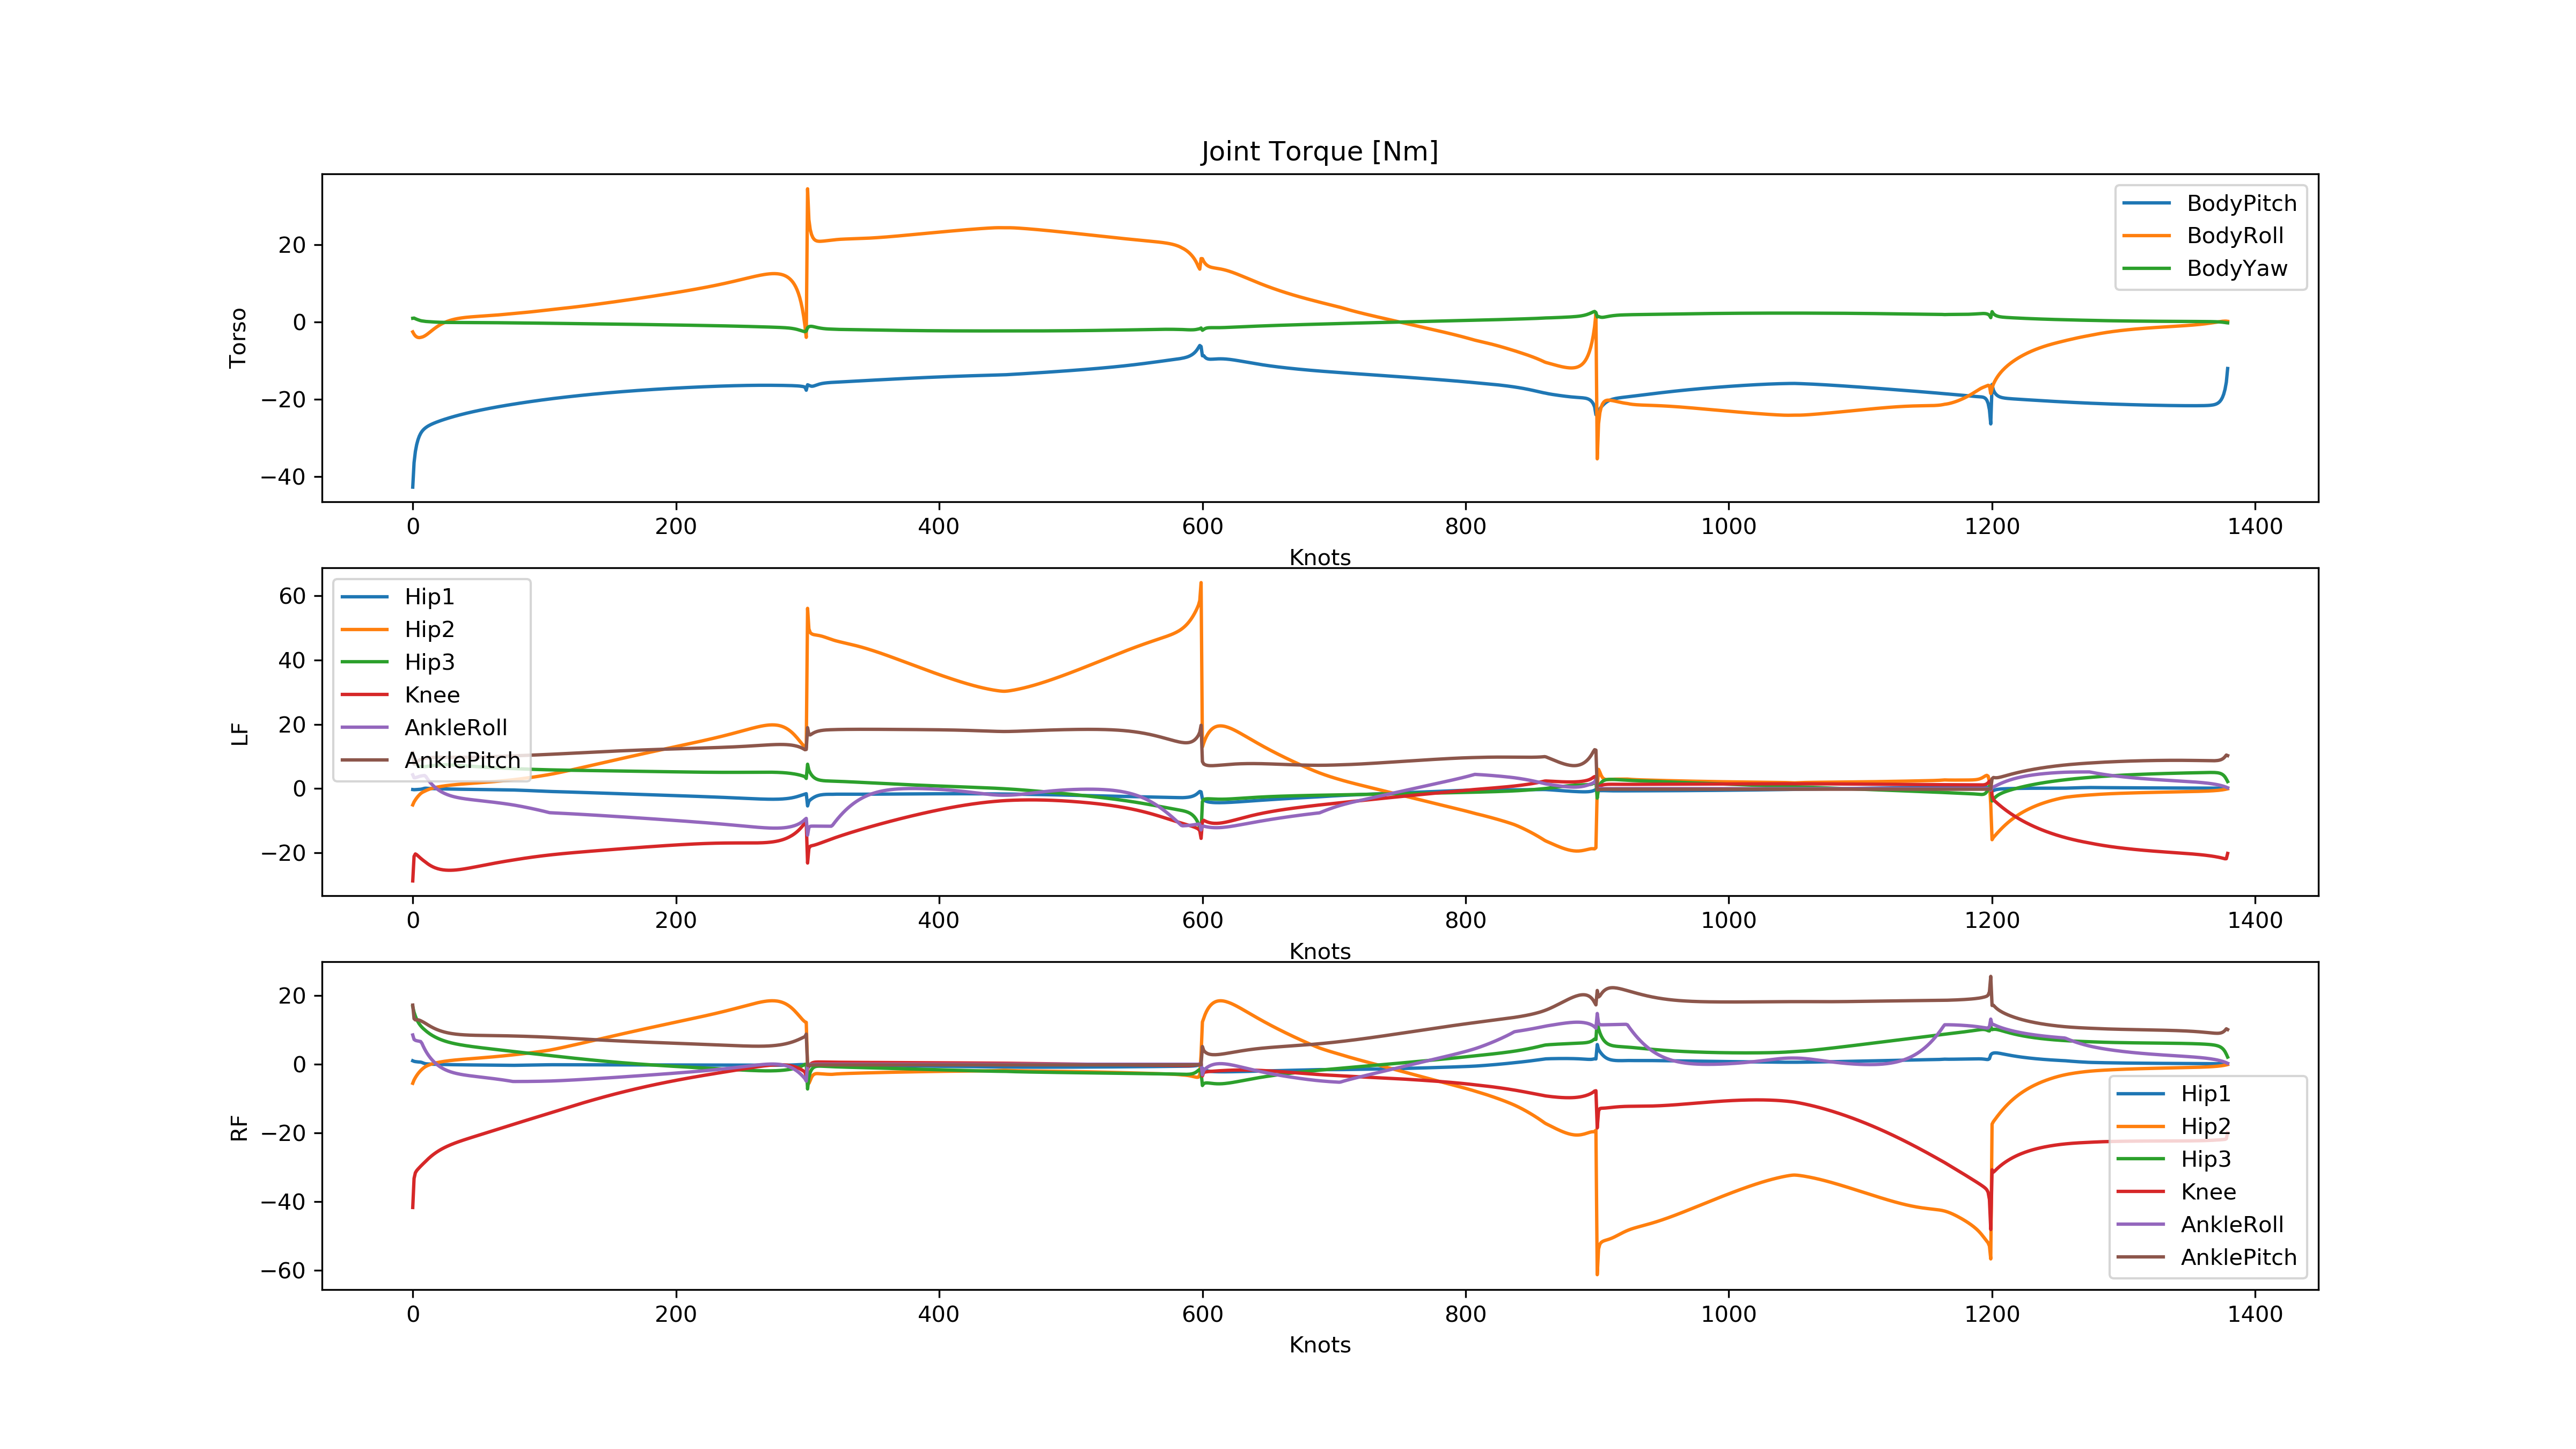 Joint Torque [Nm]
Torso
20
0
−20
−40
BodyPitch
BodyRoll
BodyYaw
0 200 400 600 800 1000 1200 1400
Knots
LF
60
40
20
0
−20
Hip1
Hip2
Hip3
Knee
AnkleRoll
AnklePitch
0 200 400 600 800 1000 1200 1400
Knots
RF
20
0
−20
−40
−60
Hip1
Hip2
Hip3
Knee
AnkleRoll
AnklePitch
0 200 400 600 800 1000 1200 1400
Knots